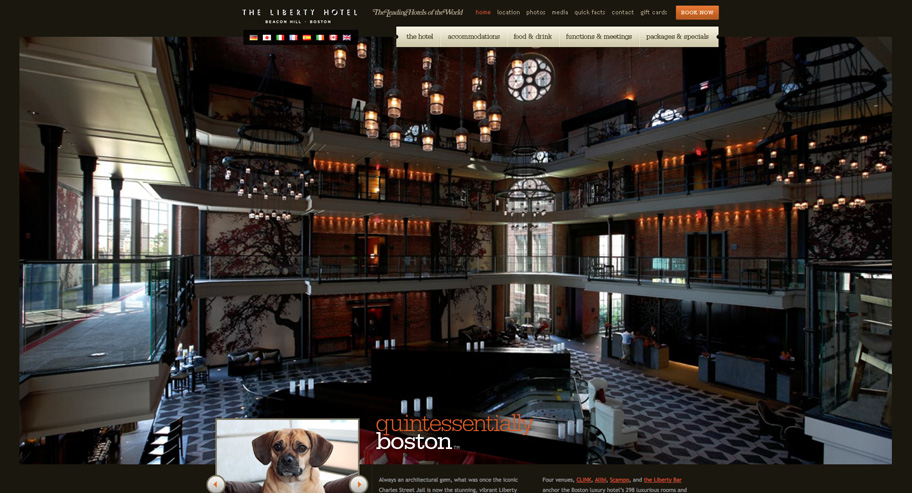 THE LIBERTY HOTEL
BEACON HILL · BOSTON
The Leading Hotels of the World
home location photos media quick facts contact gift cards BOOK NOW
the hotel accommodations food & drink functions & meetings packages & specials
quintessentially
boston™
Always an architectural gem, what was once the iconic
Charles Street Jail is now the stunning, vibrant Liberty
Four venues, CLINK, Alibi, Scampo, and the Liberty Bar
anchor the Boston luxury hotel's 298 luxurious rooms and